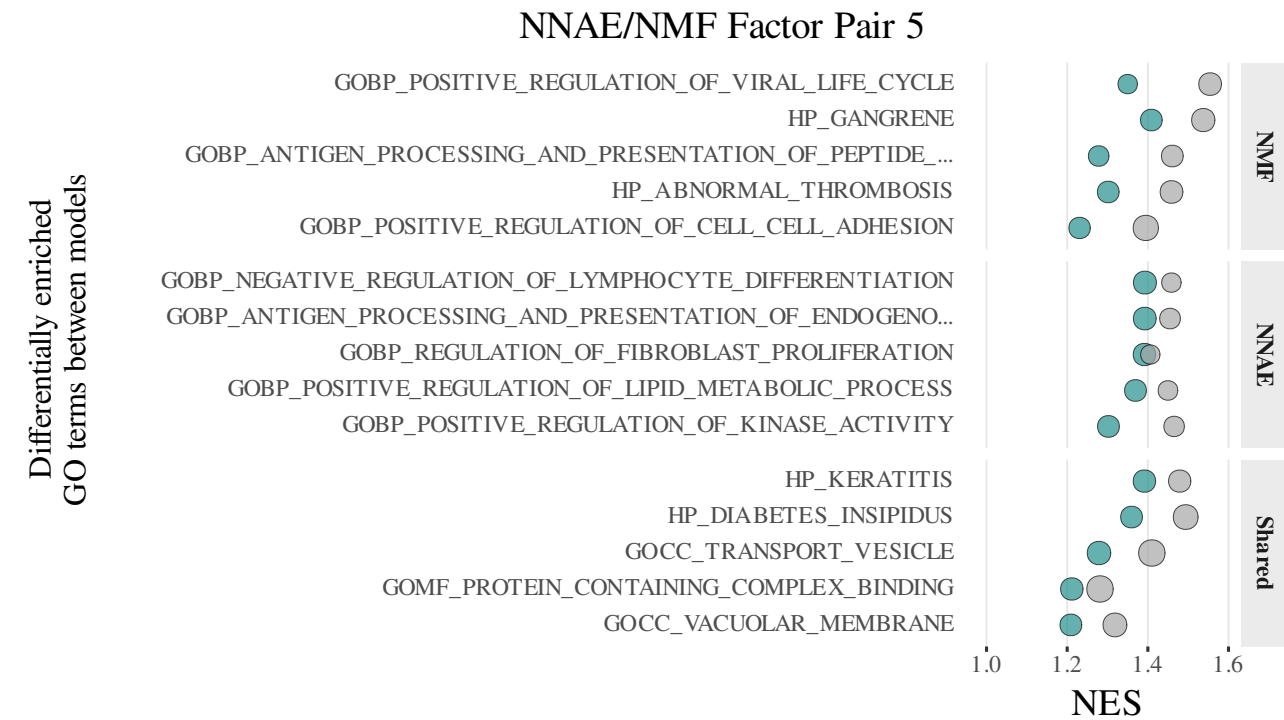 NNAE/NMF Factor Pair 5
Differentially enriched
GO terms between models
GOBP_POSITIVE_REGULATION_OF_VIRAL_LIFE_CYCLE
HP_GANGRENE
GOBP_ANTIGEN_PROCESSING_AND_PRESENTATION_OF_PEPTIDE_...
HP_ABNORMAL_THROMBOSIS
GOBP_POSITIVE_REGULATION_OF_CELL_CELL_ADHESION
NMF
GOBP_NEGATIVE_REGULATION_OF_LYMPHOCYTE_DIFFERENTIATION
GOBP_ANTIGEN_PROCESSING_AND_PRESENTATION_OF_ENDOGENO...
GOBP_REGULATION_OF_FIBROBLAST_PROLIFERATION
GOBP_POSITIVE_REGULATION_OF_LIPID_METABOLIC_PROCESS
GOBP_POSITIVE_REGULATION_OF_KINASE_ACTIVITY
NNAE
HP_KERATITIS
HP_DIABETES_INSIPIDUS
GOCC_TRANSPORT_VESICLE
GOMF_PROTEIN_CONTAINING_COMPLEX_BINDING
GOCC_VACUOLAR_MEMBRANE
Shared
1.0 1.2 1.4 1.6
NES